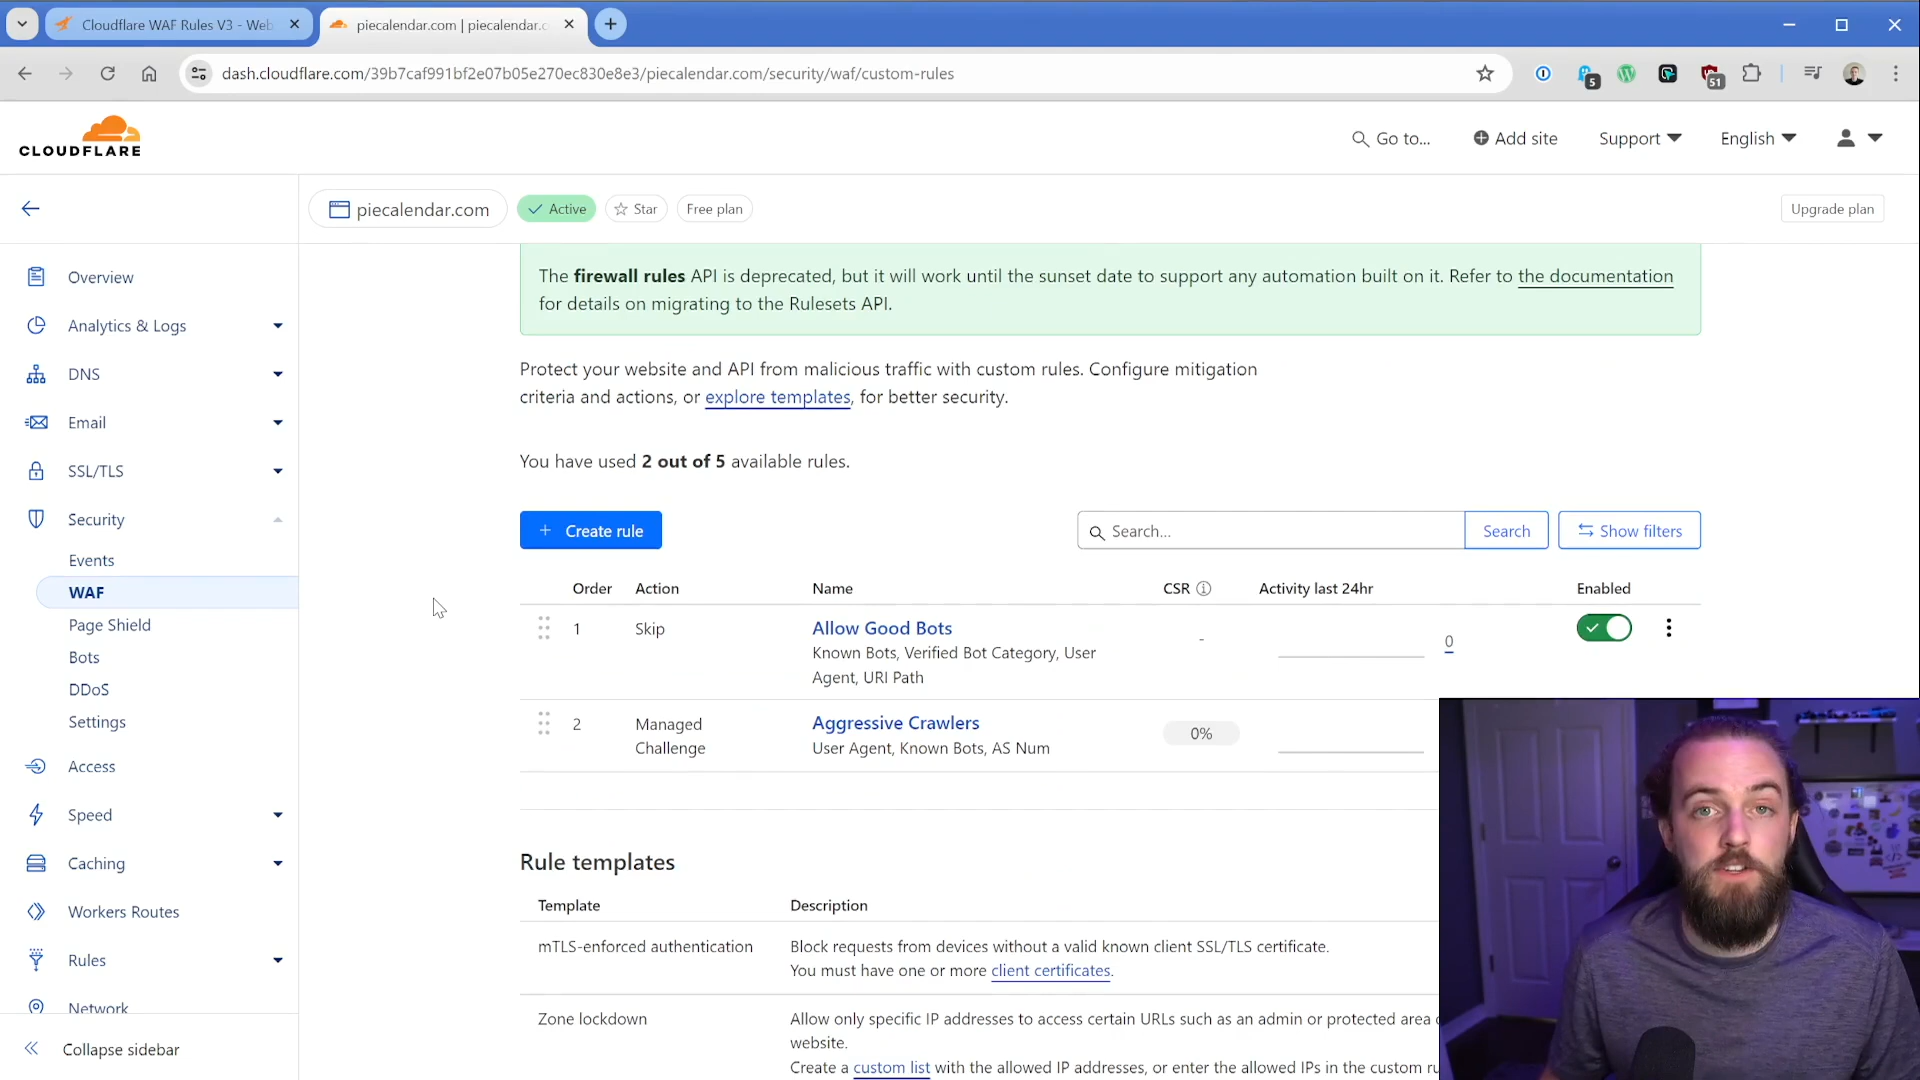 Cloudflare WAF Rules V3 - Web
piecalendar.com | piecalendar.c
dash.cloudflare.com/39b7caf991bf2e07b05e270ec830e8e3/piecalendar.com/security/waf/custom-rules
5
51
CLOUDFLARE
Go to...
Add site
Support
English
piecalendar.com
Active
Star
Free plan
Upgrade plan
Overview
Analytics & Logs
DNS
Email
SSL/TLS
Security
Events
WAF
Page Shield
Bots
DDoS
Settings
Access
Speed
Caching
Workers Routes
Rules
Network
Collapse sidebar
The firewall rules API is deprecated, but it will work until the sunset date to support any automation built on it. Refer to the documentation
for details on migrating to the Rulesets API.
Protect your website and API from malicious traffic with custom rules. Configure mitigation
criteria and actions, or explore templates, for better security.
You have used 2 out of 5 available rules.
+ Create rule
Search...
Search
Show filters
Order Action Name CSR Activity last 24hr Enabled
1 Skip Allow Good Bots - 0
Known Bots, Verified Bot Category, User
Agent, URI Path
2 Managed
Challenge
Aggressive Crawlers 0%
User Agent, Known Bots, AS Num
Rule templates
Template Description
mTLS-enforced authentication
Block requests from devices without a valid known client SSL/TLS certificate.
You must have one or more client certificates.
Zone lockdown
Allow only specific IP addresses to access certain URLs such as an admin or protected area
website.
Create a custom list with the allowed IP addresses, or enter the allowed IPs in the custom